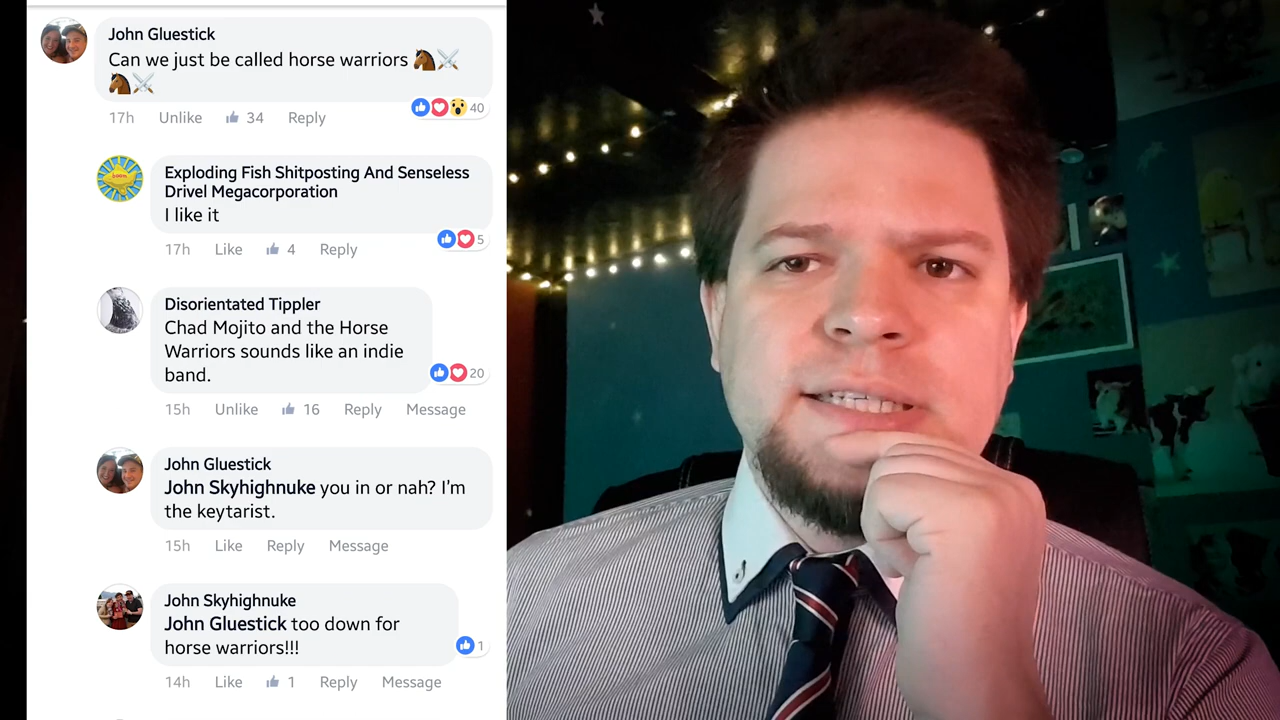 John Gluestick
Can we just be called horse warriors 🐴⚔️
🐴⚔️
40
17h Unlike 34 Reply
Exploding Fish Shitposting And Senseless
Drivel Megacorporation
I like it
5
17h Like 4 Reply
Disorientated Tippler
Chad Mojito and the Horse
Warriors sounds like an indie
band.
20
15h Unlike 16 Reply Message
John Gluestick
John Skyhighnuke you in or nah? I'm
the keytarist.
15h Like Reply Message
John Skyhighnuke
John Gluestick too down for
horse warriors!!!
1
14h Like 1 Reply Message